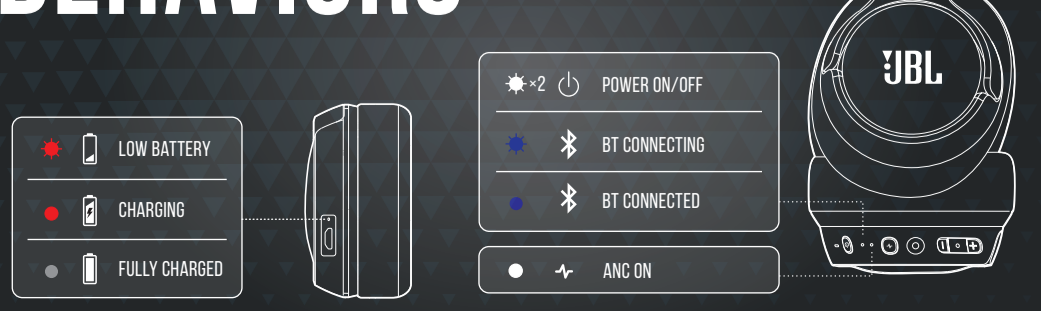 BEHAVIORS
LOW BATTERY
CHARGING
FULLY CHARGED
×2 POWER ON/OFF
BT CONNECTING
BT CONNECTED
ANC ON
JBL
- +